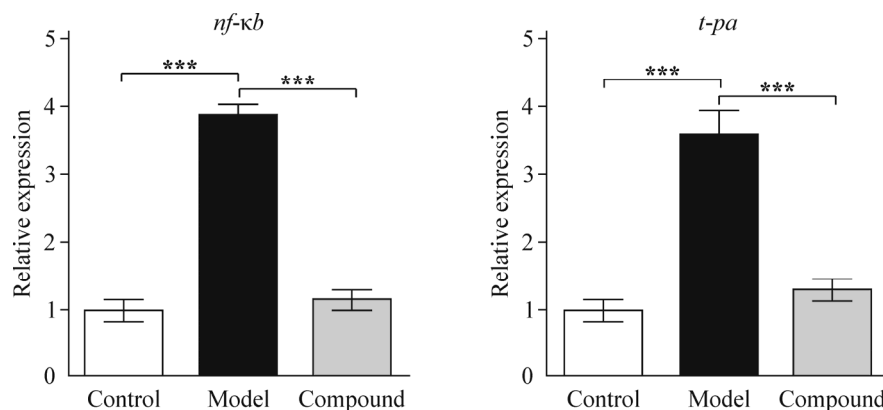 nf-κb
Relative expression
5
4
3
2
1
0
***
***
Control
Model
Compound
t-pa
Relative expression
5
4
3
2
1
0
***
***
Control
Model
Compound